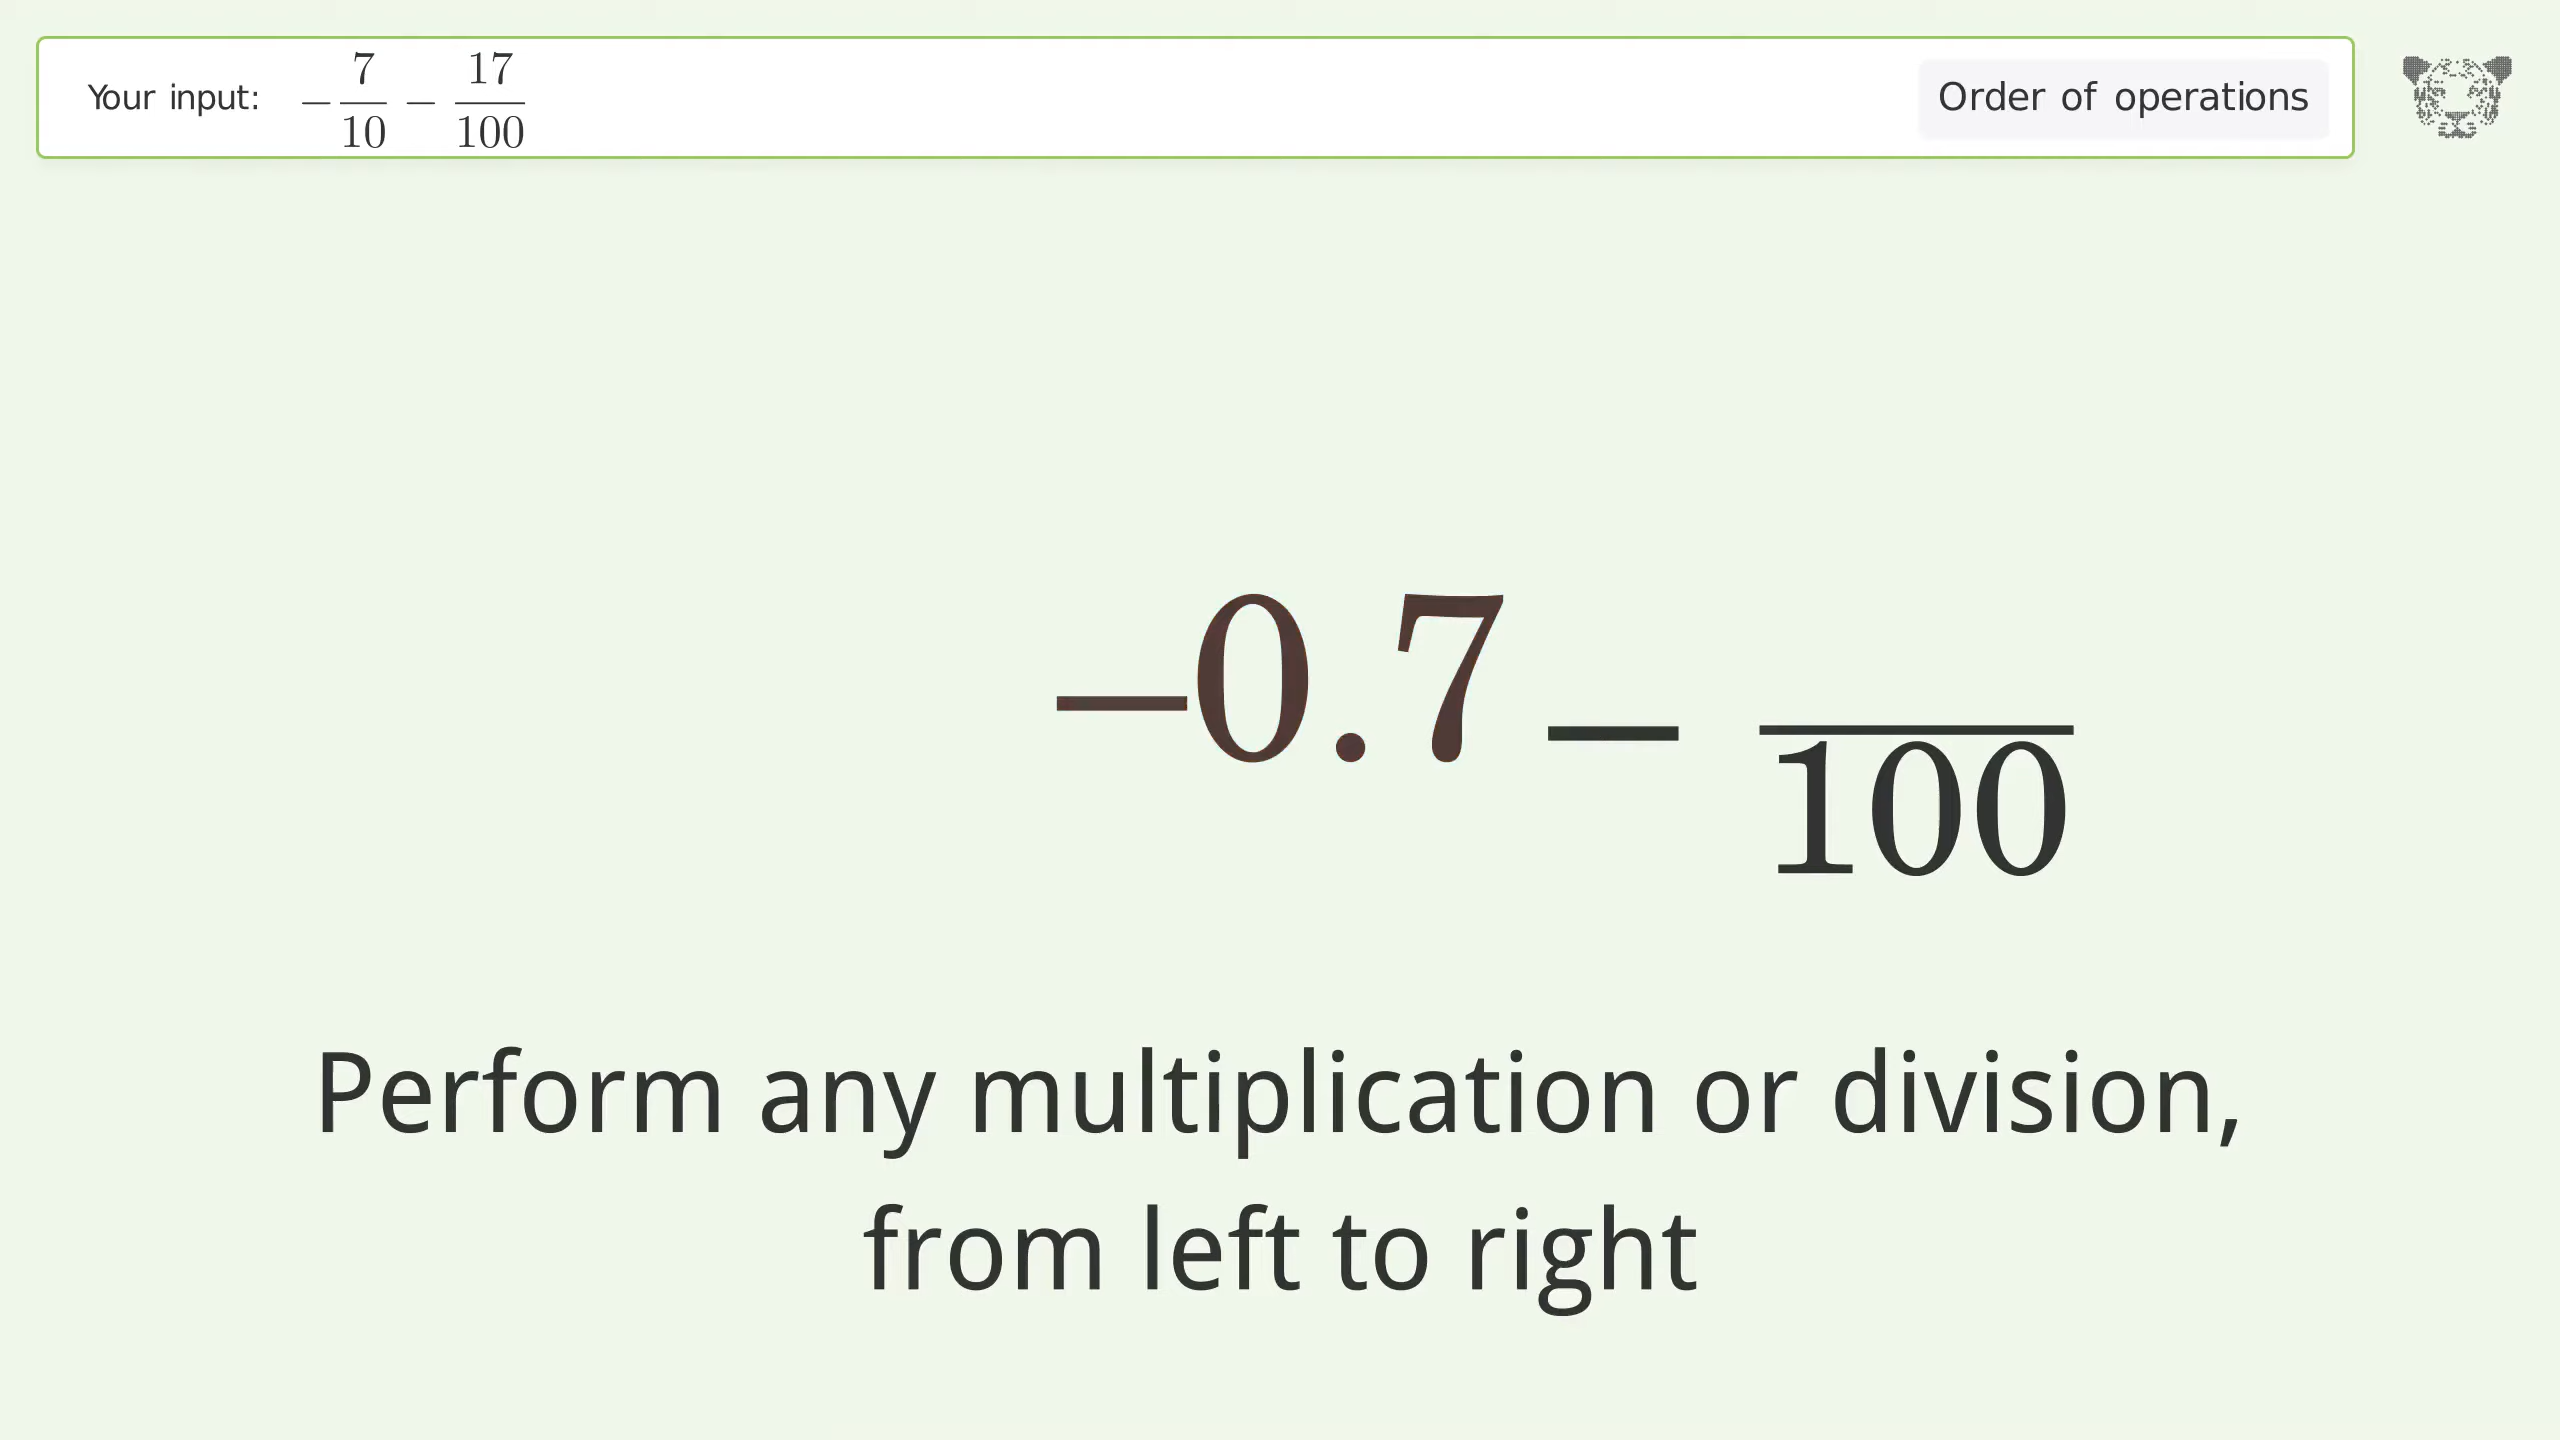 Your input: −7/10 − 17/100
Order of operations
−0.7 − /100
Perform any multiplication or division,
from left to right